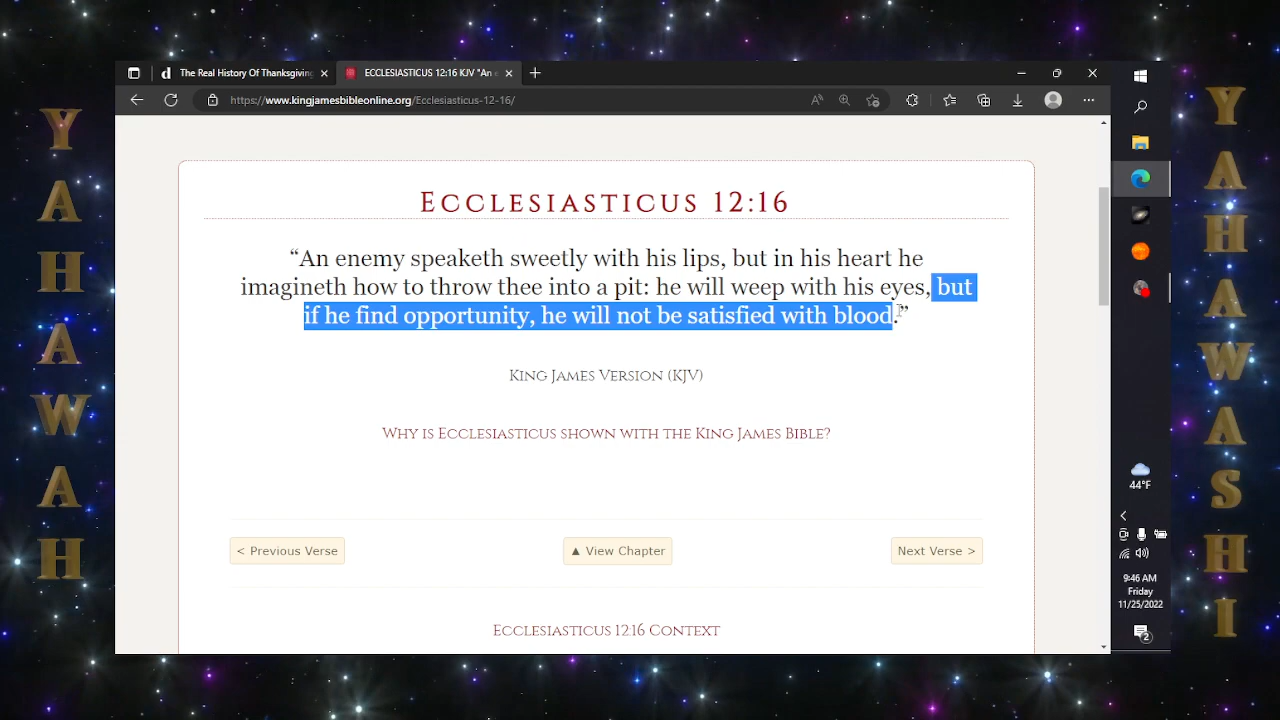 The Real History Of Thanksgiving
ECCLESIASTICUS 12:16 KJV "An e
https://www.kingjamesbibleonline.org/Ecclesiasticus-12-16/
ECCLESIASTICUS 12:16
“An enemy speaketh sweetly with his lips, but in his heart he
imagineth how to throw thee into a pit: he will weep with his eyes, but
if he find opportunity, he will not be satisfied with blood.”
KING JAMES VERSION (KJV)
WHY IS ECCLESIASTICUS SHOWN WITH THE KING JAMES BIBLE?
< Previous Verse
▲ View Chapter
Next Verse >
ECCLESIASTICUS 12:16 CONTEXT
44°F
9:46 AM
Friday
11/25/2022
2
YAHAWAH
YAHAWASHI